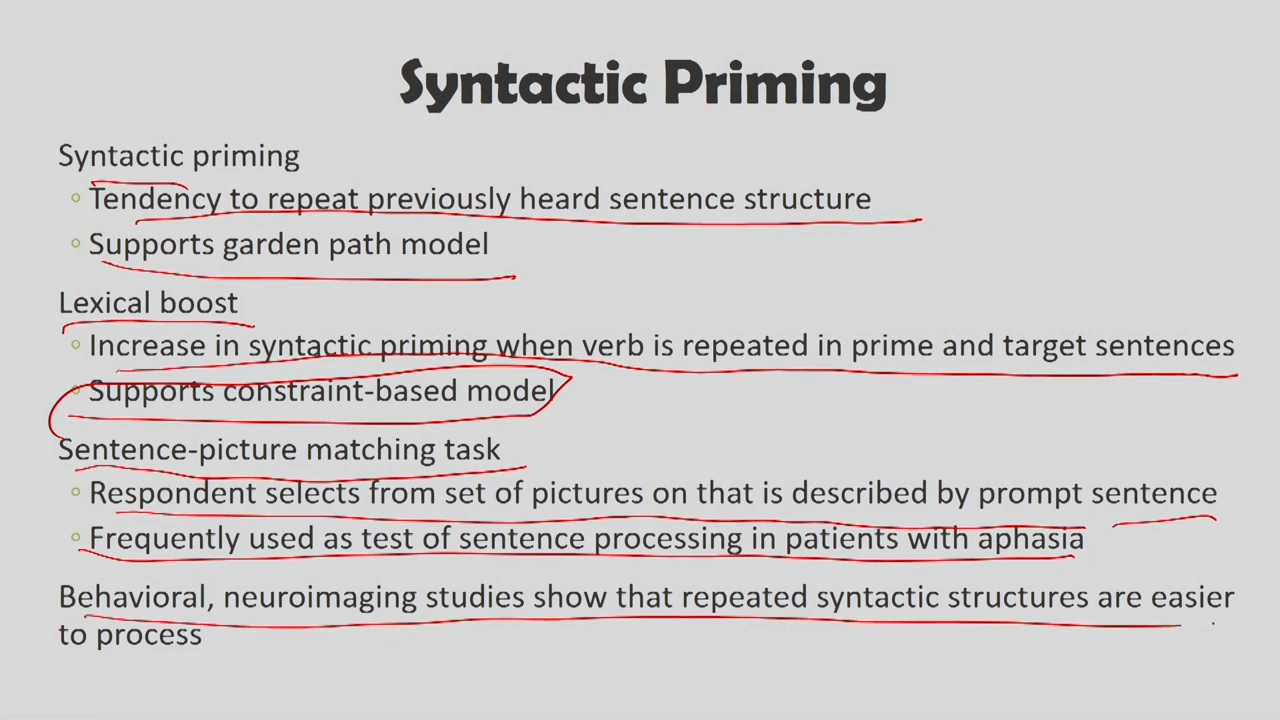 Syntactic Priming
Syntactic priming
Tendency to repeat previously heard sentence structure
Supports garden path model
Lexical boost
Increase in syntactic priming when verb is repeated in prime and target sentences
Supports constraint-based model
Sentence-picture matching task
Respondent selects from set of pictures on that is described by prompt sentence
Frequently used as test of sentence processing in patients with aphasia
Behavioral, neuroimaging studies show that repeated syntactic structures are easier
to process